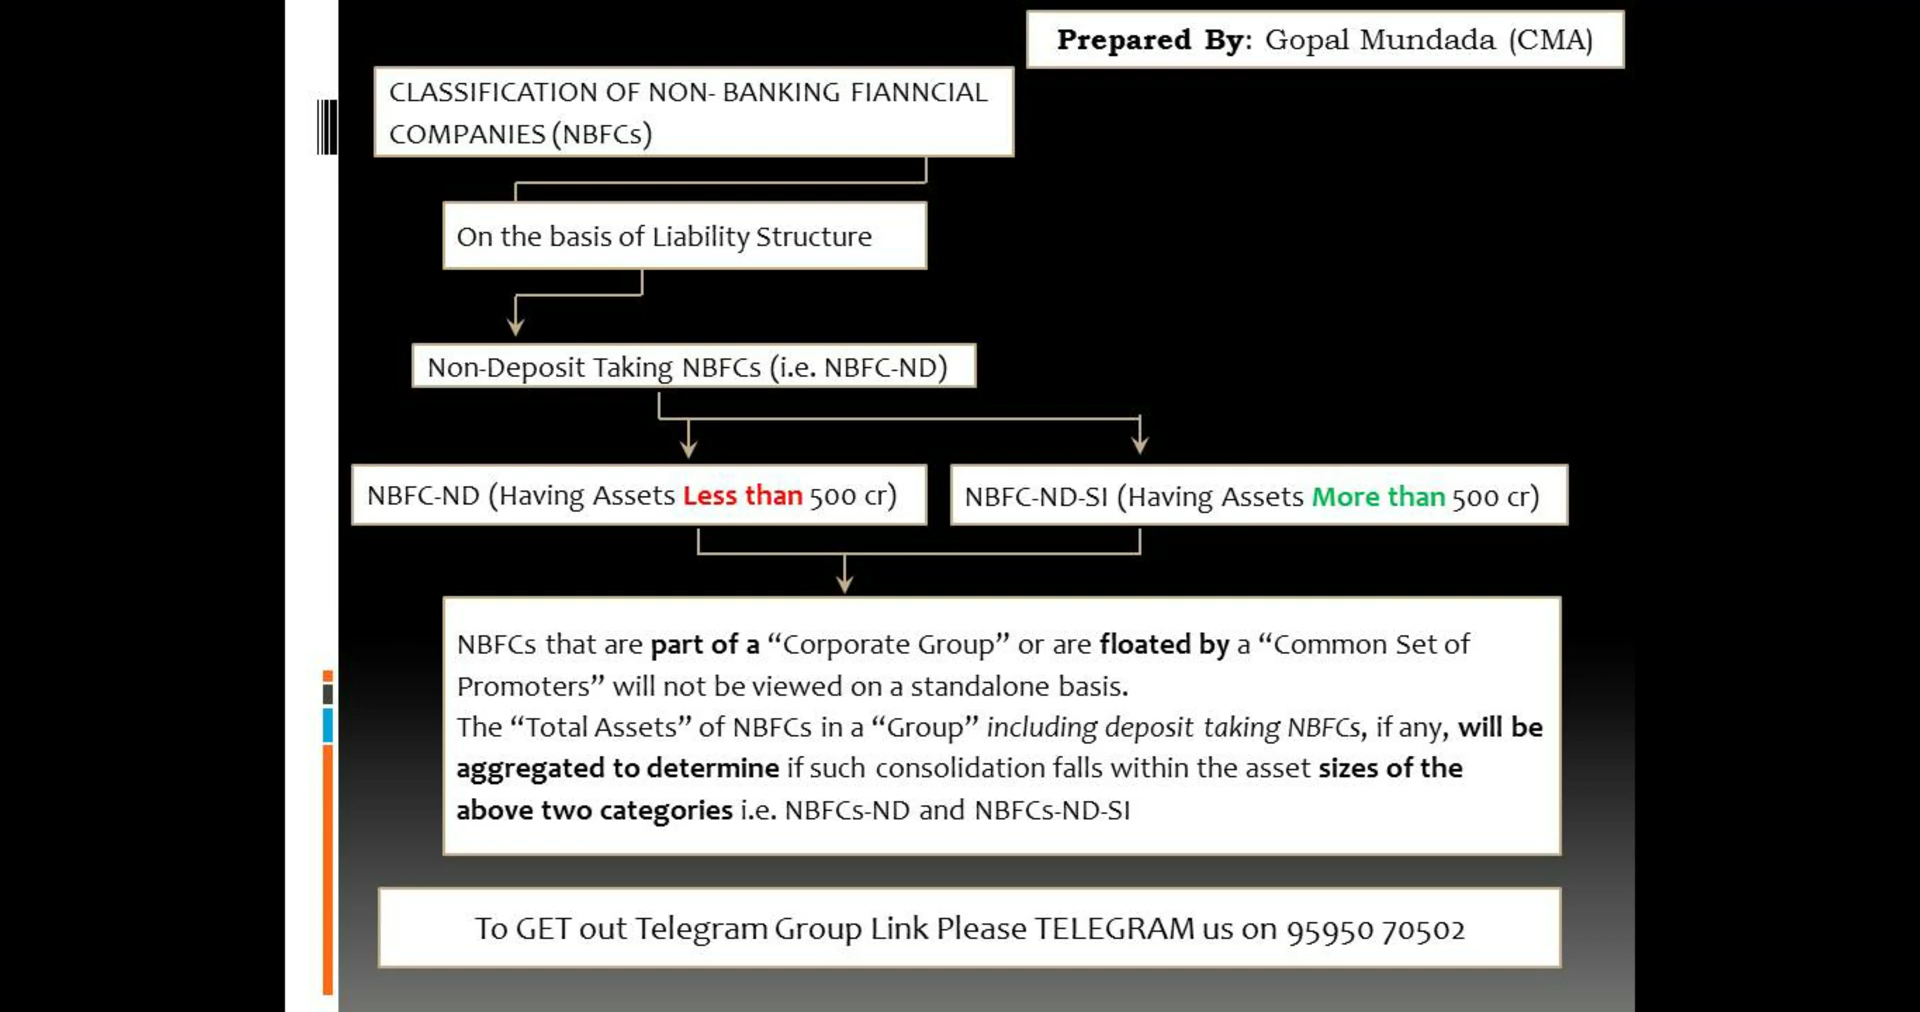 Prepared By: Gopal Mundada (CMA)
CLASSIFICATION OF NON- BANKING FIANNCIAL
COMPANIES (NBFCs)
On the basis of Liability Structure
Non-Deposit Taking NBFCs (i.e. NBFC-ND)
NBFC-ND (Having Assets Less than 500 cr)
NBFC-ND-SI (Having Assets More than 500 cr)
NBFCs that are part of a “Corporate Group” or are floated by a “Common Set of
Promoters” will not be viewed on a standalone basis.
The “Total Assets” of NBFCs in a “Group” including deposit taking NBFCs, if any, will be
aggregated to determine if such consolidation falls within the asset sizes of the
above two categories i.e. NBFCs-ND and NBFCs-ND-SI
To GET out Telegram Group Link Please TELEGRAM us on 95950 70502